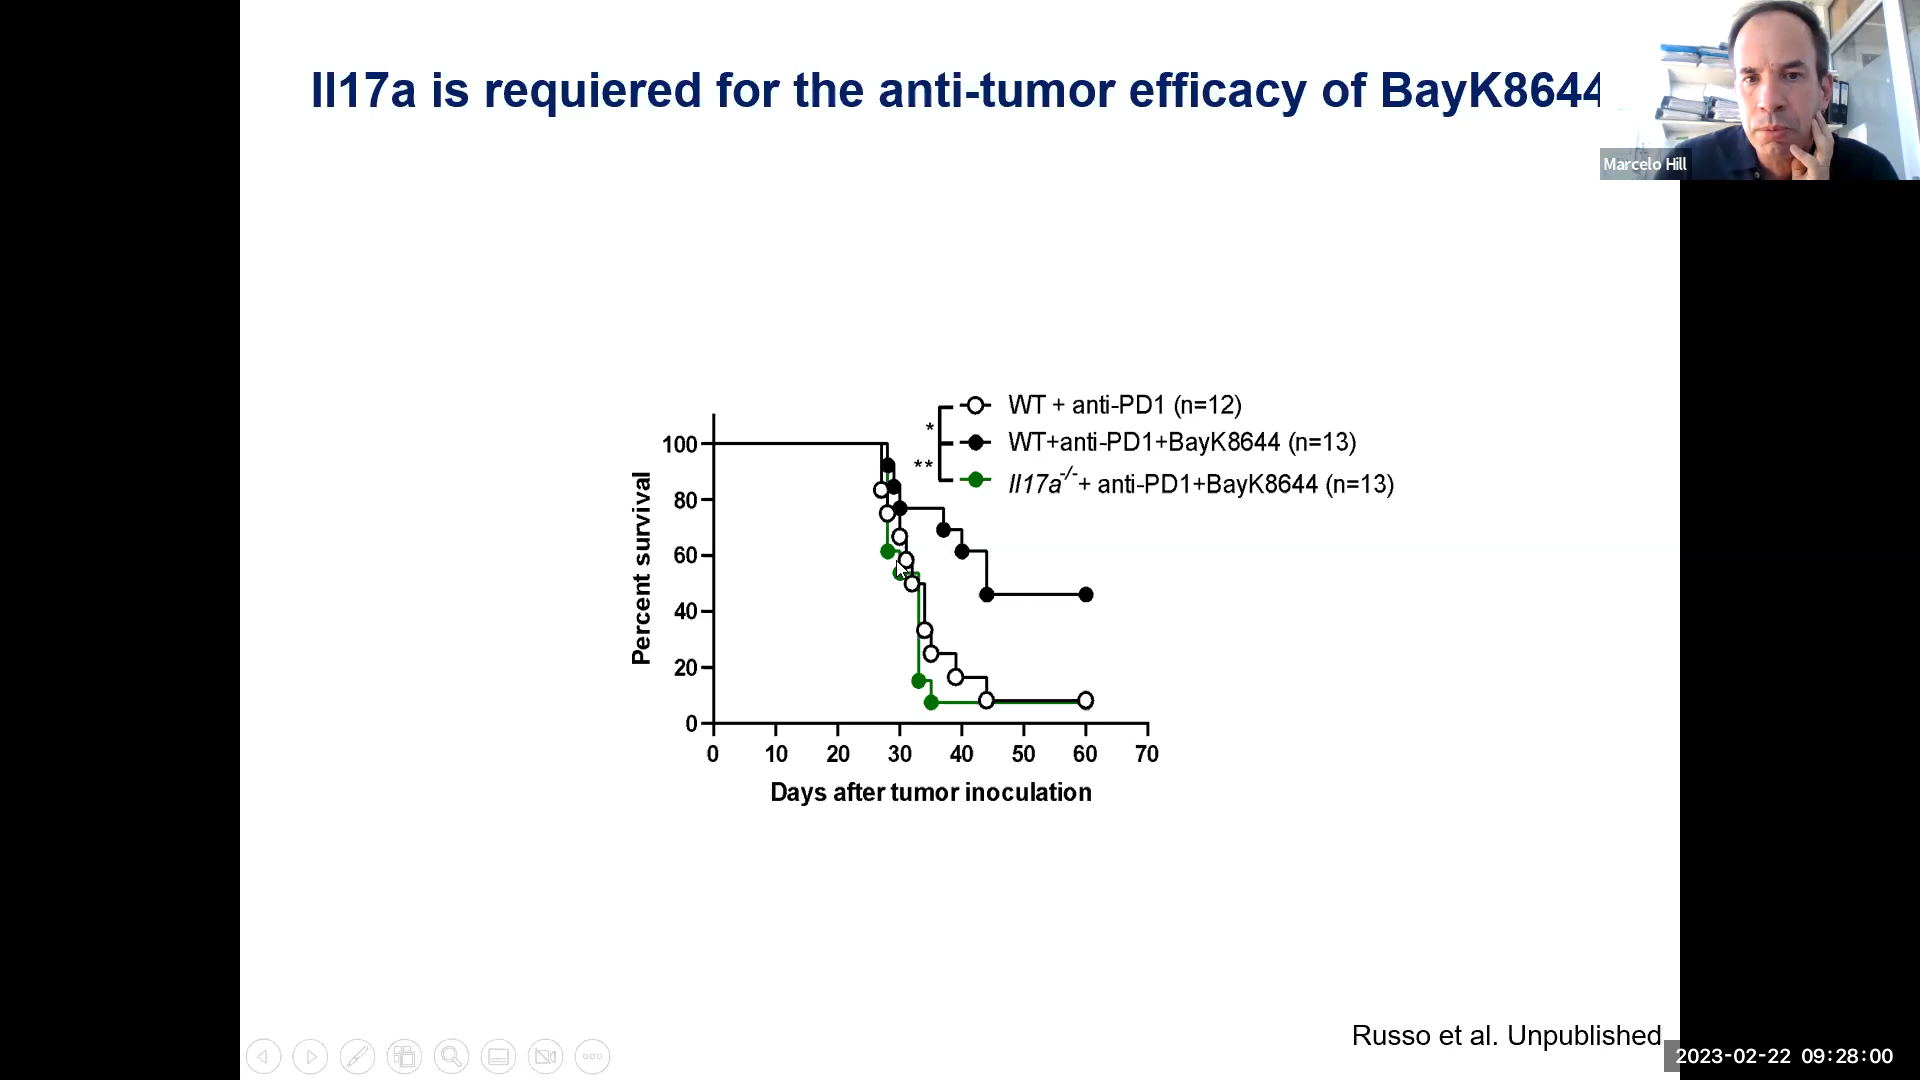 Il17a is requiered for the anti-tumor efficacy of BayK8644
Marcelo Hill
WT + anti-PD1 (n=12)
WT+anti-PD1+BayK8644 (n=13)
Il17a-/-+ anti-PD1+BayK8644 (n=13)
*
**
Percent survival
100
80
60
40
20
0
0 10 20 30 40 50 60 70
Days after tumor inoculation
Russo et al. Unpublished
2023-02-22 09:28:00